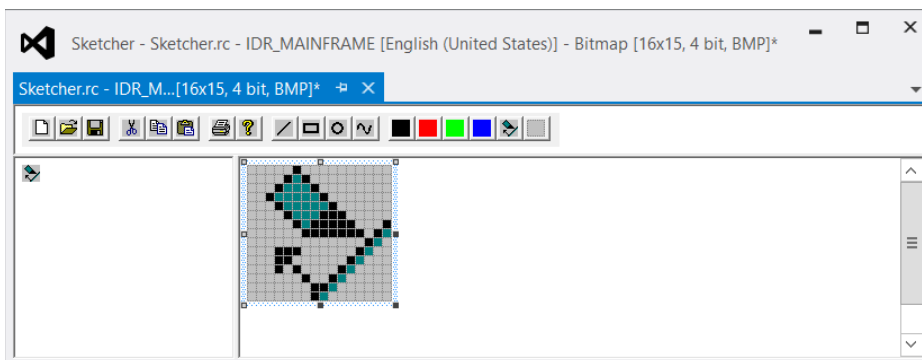 Sketcher - Sketcher.rc - IDR_MAINFRAME [English (United States)] - Bitmap [16x15, 4 bit, BMP]*
Sketcher.rc - IDR_M...[16x15, 4 bit, BMP]*